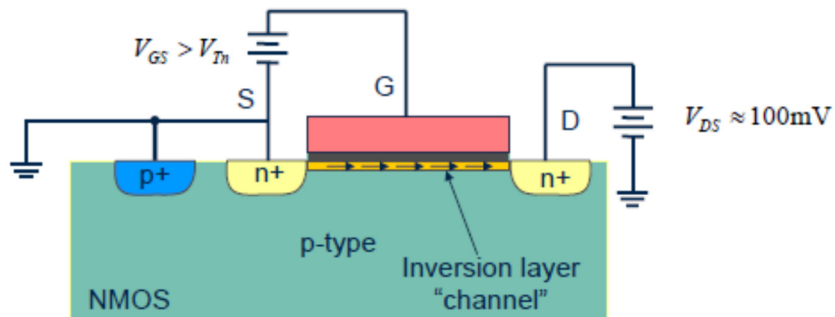 V_GS > V_Tn
S
G
D
V_DS ≈ 100mV
p+
n+
n+
p-type
Inversion layer
“channel”
NMOS